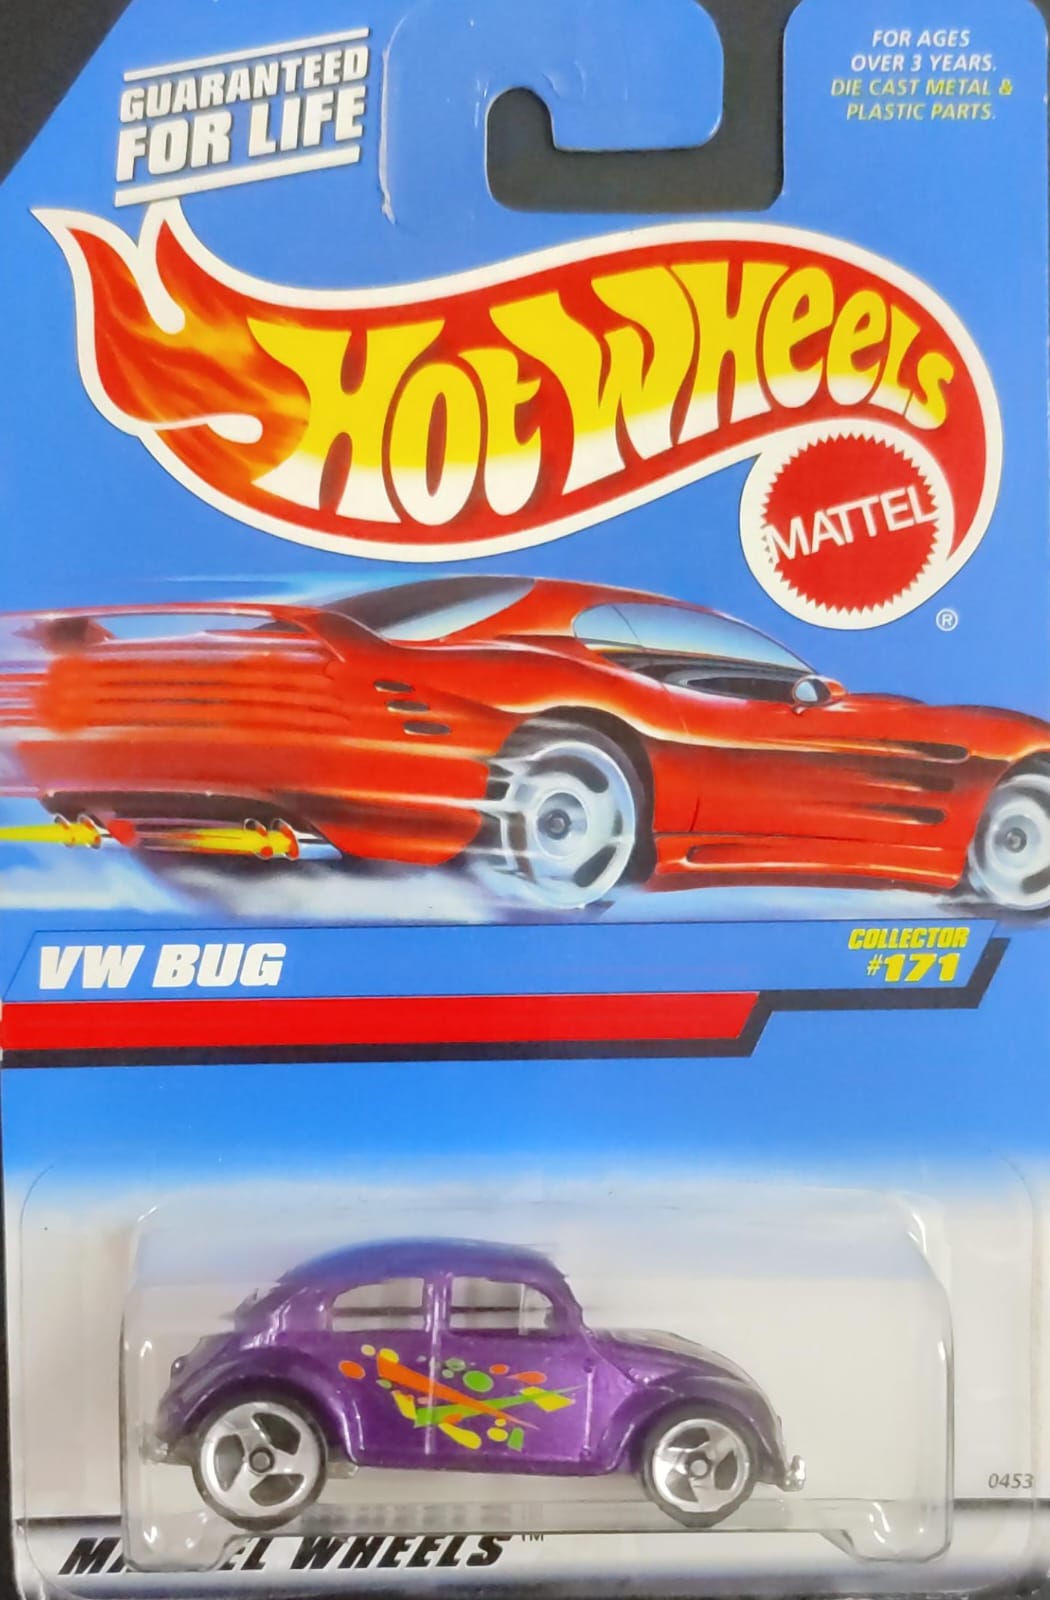 GUARANTEED
FOR LIFE
FOR AGES
OVER 3 YEARS.
DIE CAST METAL &
PLASTIC PARTS.
HOT WHEELS
MATTEL
®
VW BUG
COLLECTOR
#171
0453
WHEELS™